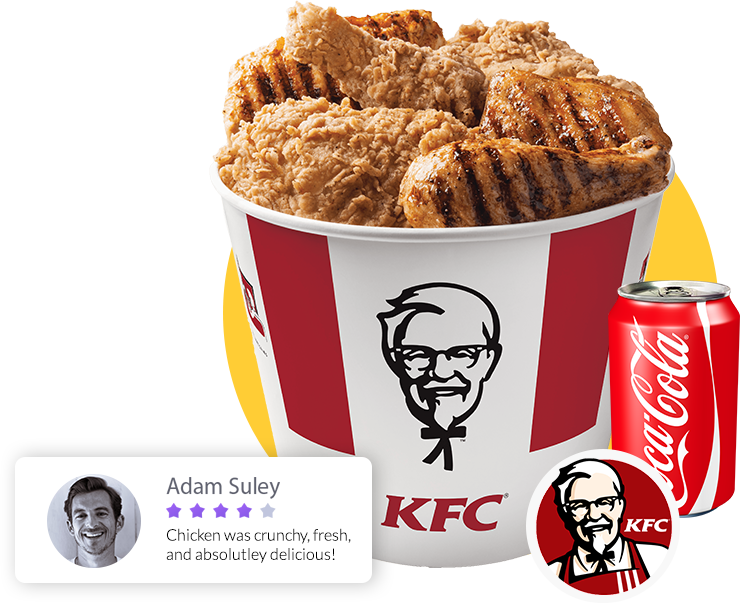 Coca-Cola
KFC
KFC
Adam Suley
Chicken was crunchy, fresh,
and absolutley delicious!